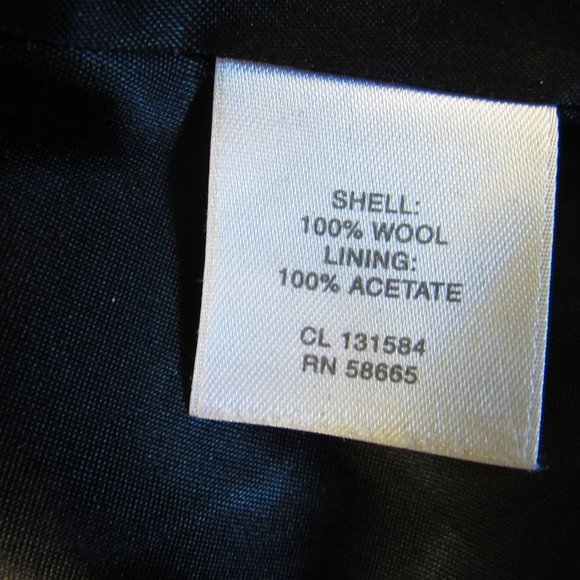 SHELL:
100% WOOL
LINING:
100% ACETATE
CL 131584
RN 58665